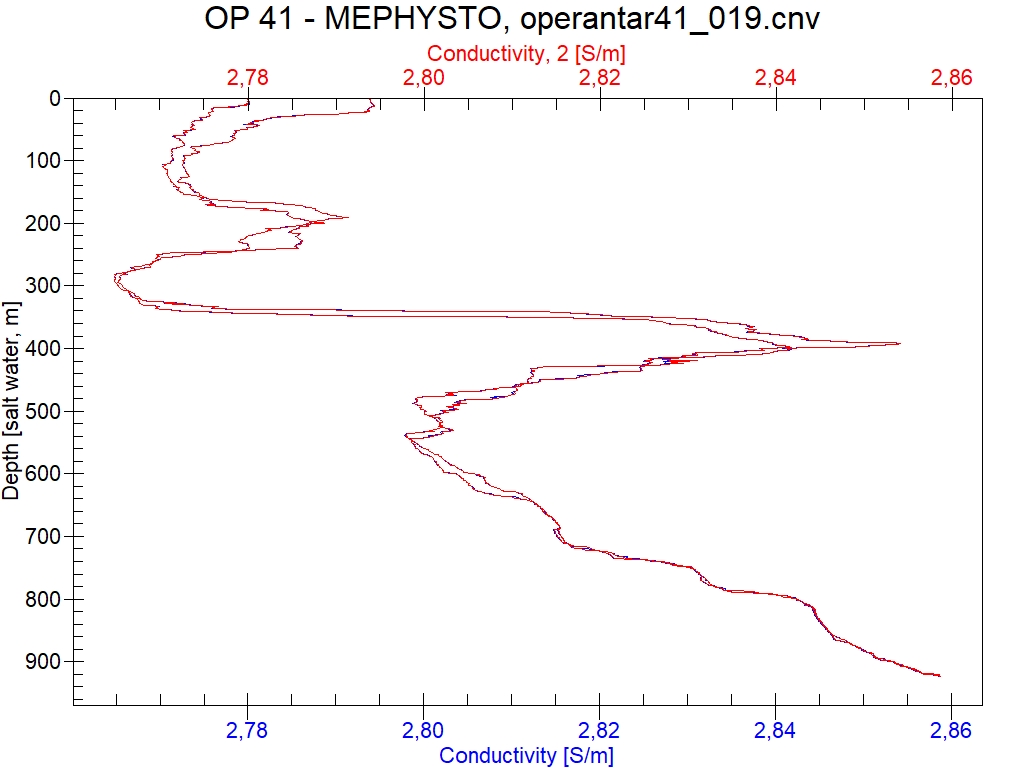 OP 41 - MEPHYSTO, operantar41_019.cnv
Conductivity, 2 [S/m]
2,78 2,80 2,82 2,84 2,86
0
100
200
300
400
500
600
700
800
900
Depth [salt water, m]
2,78 2,80 2,82 2,84 2,86
Conductivity [S/m]